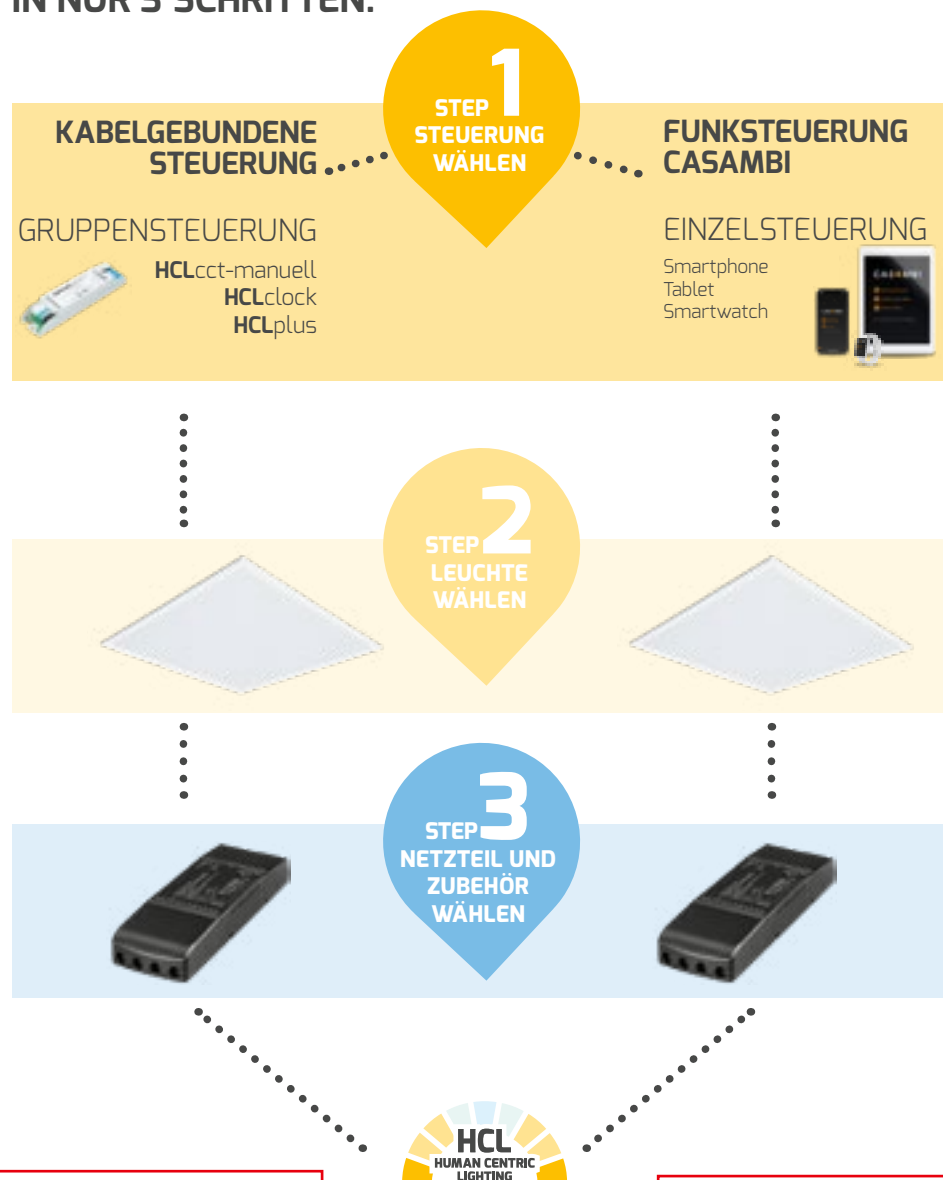 IN NUR 3 SCHRITTEN.
STEP 1
STEUERUNG
WÄHLEN
KABELGEBUNDENE
STEUERUNG
GRUPPENSTEUERUNG
HCLcct-manuell
HCLclock
HCLplus
FUNKSTEUERUNG
CASAMBI
EINZELSTEUERUNG
Smartphone
Tablet
Smartwatch
CASAMBI
STEP 2
LEUCHTE
WÄHLEN
STEP 3
NETZTEIL UND
ZUBEHÖR
WÄHLEN
HCL
HUMAN CENTRIC
LIGHTING